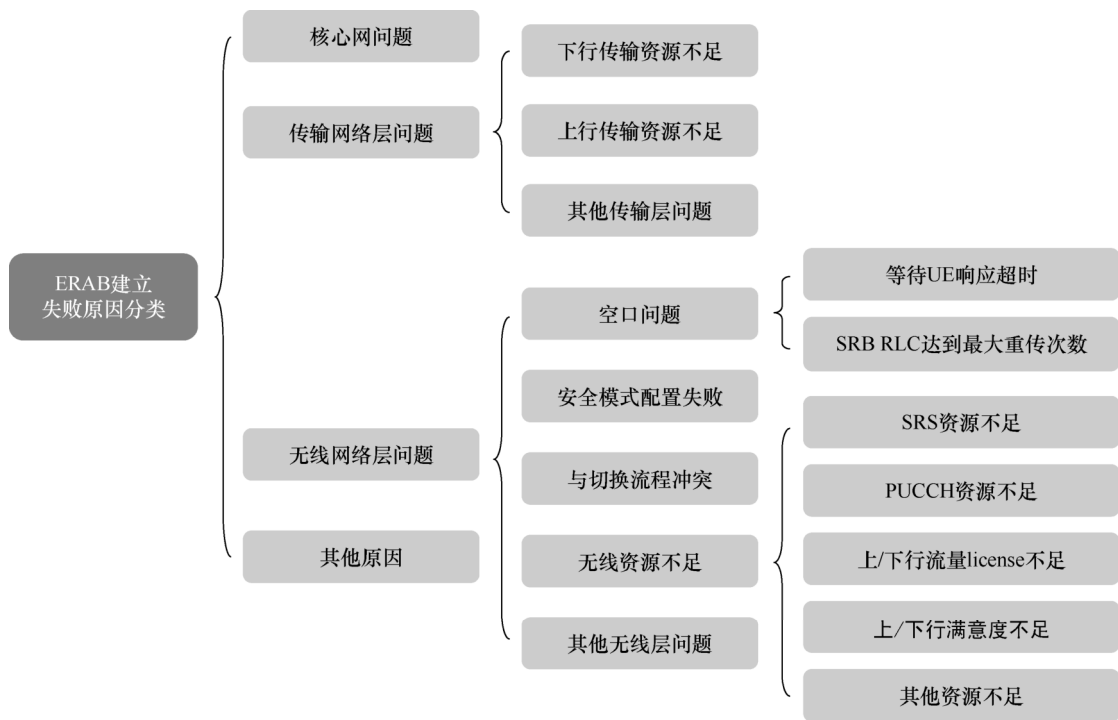 ERAB建立
失败原因分类
核心网问题
传输网络层问题
下行传输资源不足
上行传输资源不足
其他传输层问题
无线网络层问题
空口问题
等待UE响应超时
SRB RLC达到最大重传次数
安全模式配置失败
与切换流程冲突
无线资源不足
SRS资源不足
PUCCH资源不足
上/下行流量license不足
上/下行满意度不足
其他资源不足
其他无线层问题
其他原因